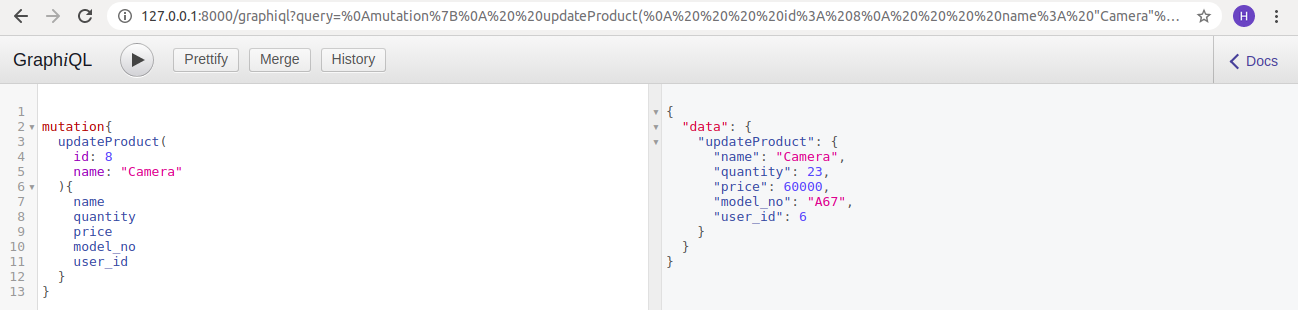 127.0.0.1:8000/graphiql?query=%0Amutation%7B%0A%20%20updateProduct(%0A%20%20%20%20id%3A%208%0A%20%20%20%20name%3A%20"Camera"%... H
GraphiQL Prettify Merge History Docs
1
2 mutation{
3 updateProduct(
4 id: 8
5 name: "Camera"
6 ){
7 name
8 quantity
9 price
10 model_no
11 user_id
12 }
13 }
{
"data": {
"updateProduct": {
"name": "Camera",
"quantity": 23,
"price": 60000,
"model_no": "A67",
"user_id": 6
}
}
}